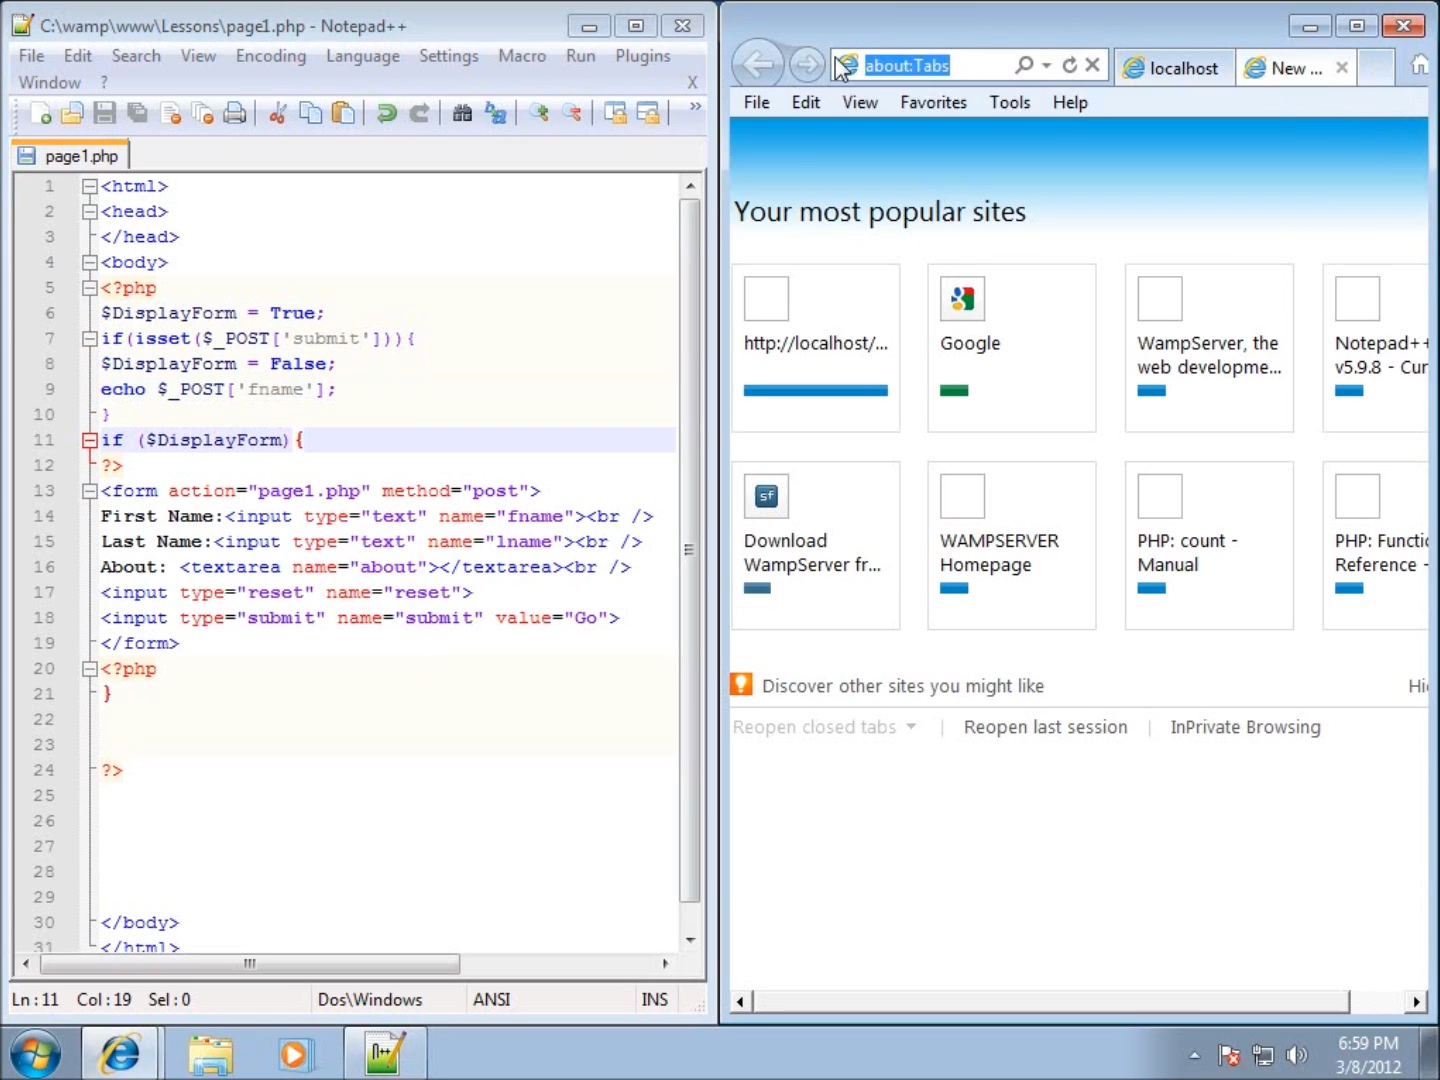 C:\wamp\www\Lessons\page1.php - Notepad++
File Edit Search View Encoding Language Settings Macro Run Plugins
Window ? X
page1.php
1 <html>
2 <head>
3 </head>
4 <body>
5 <?php
6 $DisplayForm = True;
7 if(isset($_POST['submit'])){
8 $DisplayForm = False;
9 echo $_POST['fname'];
10 }
11 if ($DisplayForm){
12 ?>
13 <form action="page1.php" method="post">
14 First Name:<input type="text" name="fname"><br />
15 Last Name:<input type="text" name="lname"><br />
16 About: <textarea name="about"></textarea><br />
17 <input type="reset" name="reset">
18 <input type="submit" name="submit" value="Go">
19 </form>
20 <?php
21 }
22
23
24 ?>
25
26
27
28
29
30 </body>
31 </html>
Ln:11 Col:19 Sel:0 Dos\Windows ANSI INS
about:Tabs localhost New ...
File Edit View Favorites Tools Help
Your most popular sites
http://localhost/...
Google
WampServer, the
web developme...
Notepad++
v5.9.8 - Cur
sf
Download
WampServer fr...
WAMPSERVER
Homepage
PHP: count -
Manual
PHP: Functi
Reference -
Discover other sites you might like Hi
Reopen closed tabs | Reopen last session | InPrivate Browsing
6:59 PM
3/8/2012